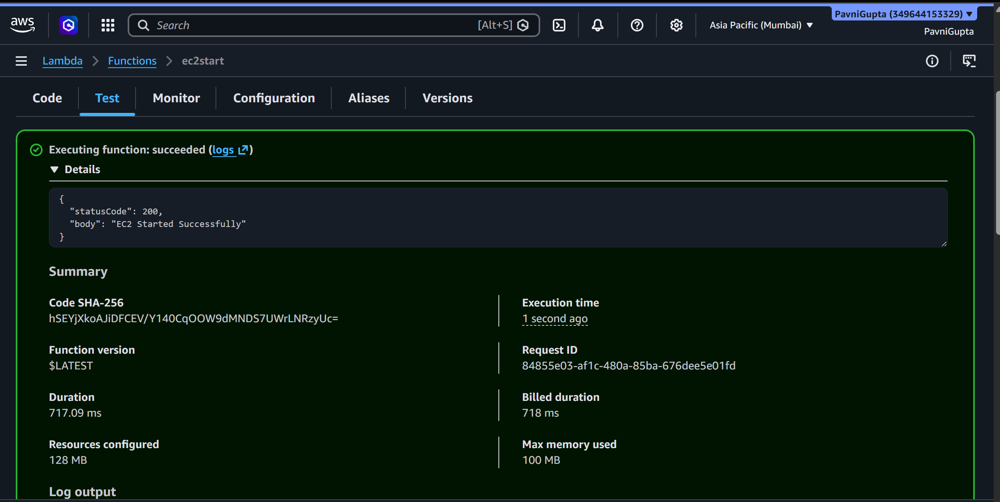 aws
Search
[Alt+S]
Asia Pacific (Mumbai)
PavniGupta (349644153329)
PavniGupta
Lambda
Functions
ec2start
Code
Test
Monitor
Configuration
Aliases
Versions
Executing function: succeeded (logs)
Details
{
"statusCode": 200,
"body": "EC2 Started Successfully"
}
Summary
Code SHA-256
hSEYjXkoAJiDFCEV/Y140CqOOW9dMNDS7UWrLNRzyUc=
Execution time
1 second ago
Function version
$LATEST
Request ID
84855e03-af1c-480a-85ba-676dee5e01fd
Duration
717.09 ms
Billed duration
718 ms
Resources configured
128 MB
Max memory used
100 MB
Log output